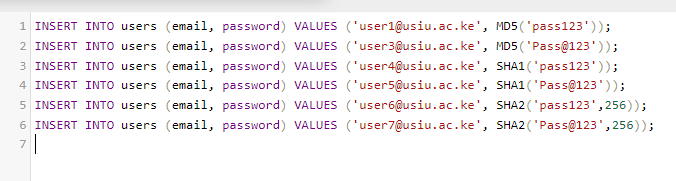 1 INSERT INTO users (email, password) VALUES ('user1@usiu.ac.ke', MD5('pass123'));
2 INSERT INTO users (email, password) VALUES ('user3@usiu.ac.ke', MD5('Pass@123'));
3 INSERT INTO users (email, password) VALUES ('user4@usiu.ac.ke', SHA1('pass123'));
4 INSERT INTO users (email, password) VALUES ('user5@usiu.ac.ke', SHA1('Pass@123'));
5 INSERT INTO users (email, password) VALUES ('user6@usiu.ac.ke', SHA2('pass123',256));
6 INSERT INTO users (email, password) VALUES ('user7@usiu.ac.ke', SHA2('Pass@123',256));
7